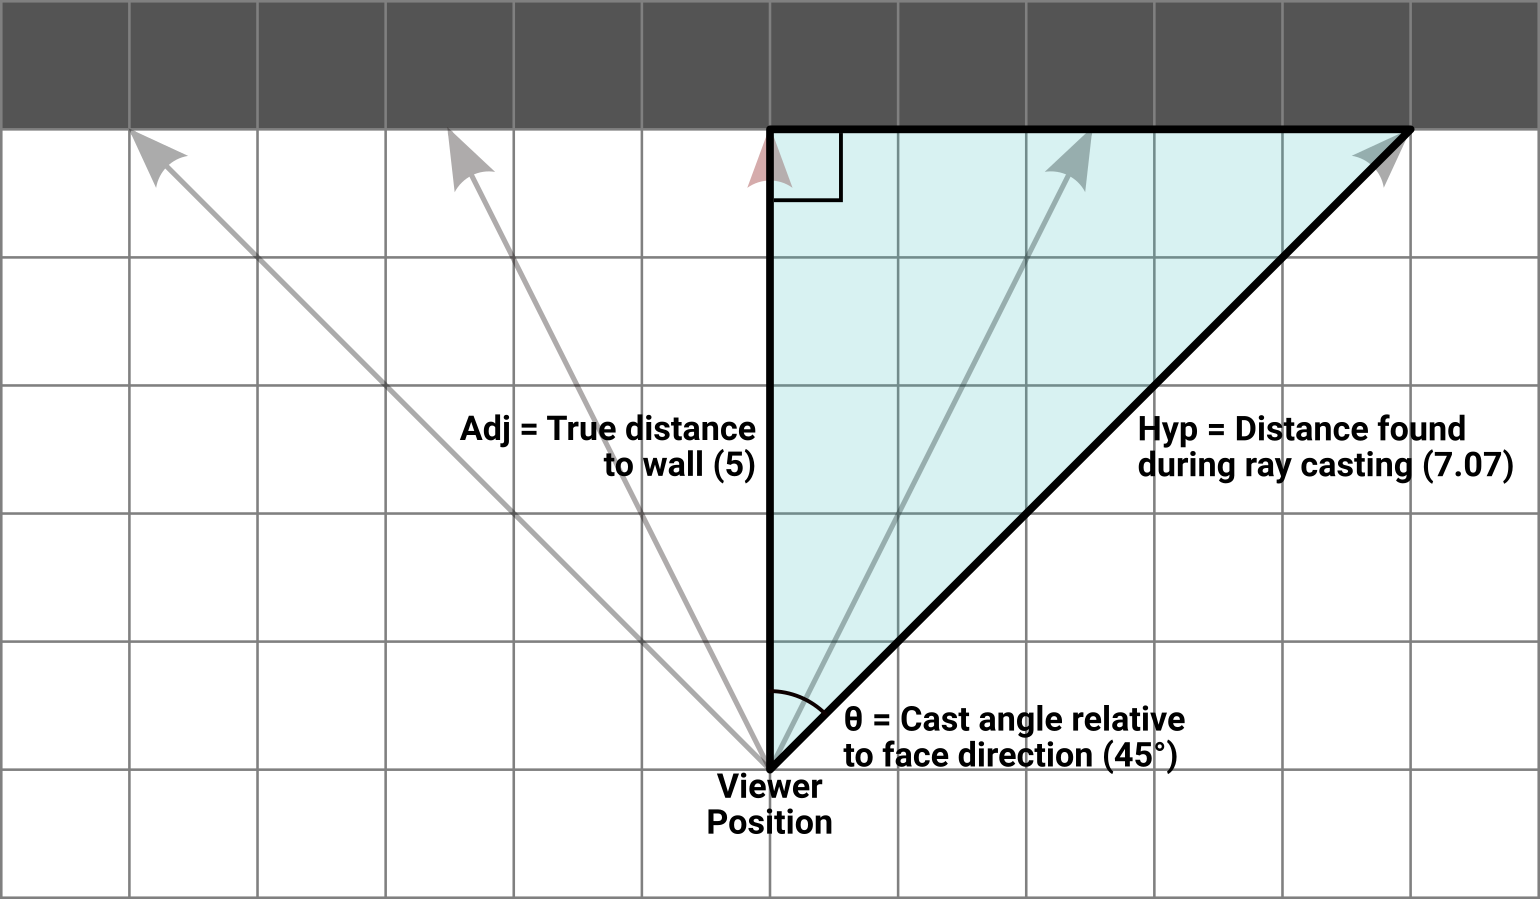 Adj = True distance
to wall (5)
Hyp = Distance found
during ray casting (7.07)
θ = Cast angle relative
to face direction (45°)
Viewer
Position